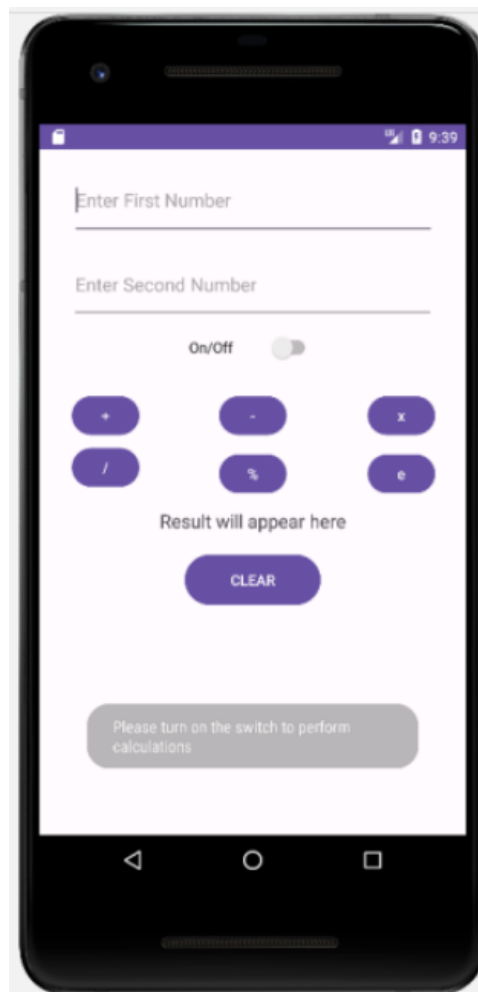 9:39
Enter First Number
Enter Second Number
On/Off
+ - x
/ % e
Result will appear here
CLEAR
Please turn on the switch to perform
calculations